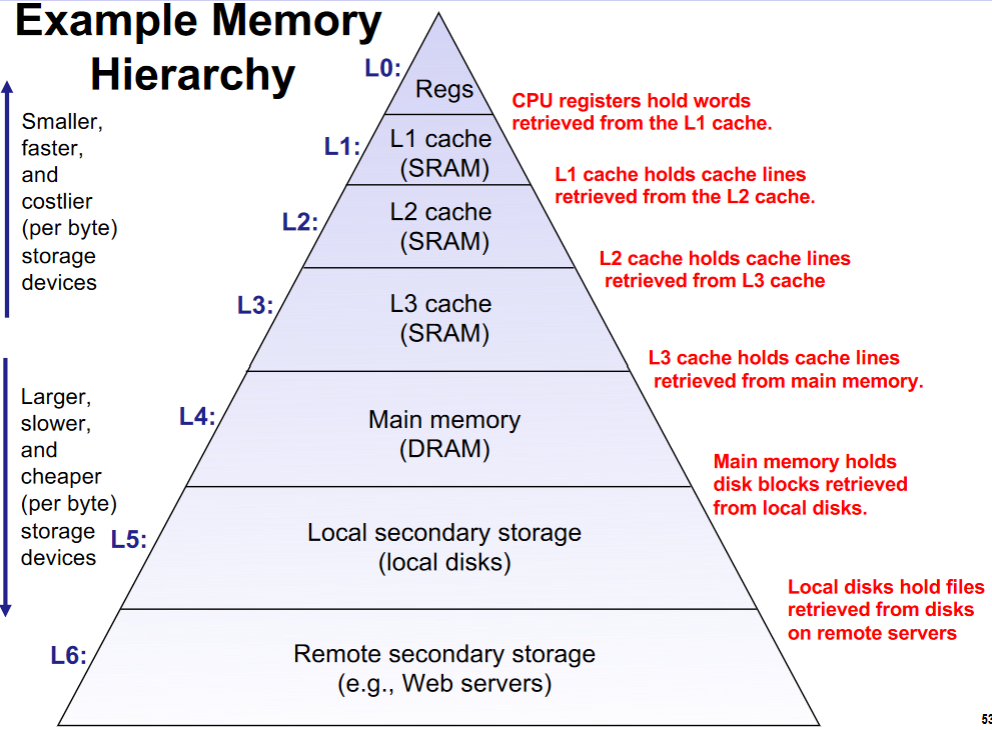 Example Memory
Hierarchy
Smaller,
faster,
and
costlier
(per byte)
storage
devices
Larger,
slower,
and
cheaper
(per byte)
storage
devices
L0:
Regs
CPU registers hold words
retrieved from the L1 cache.
L1:
L1 cache
(SRAM)
L1 cache holds cache lines
retrieved from the L2 cache.
L2:
L2 cache
(SRAM)
L2 cache holds cache lines
retrieved from L3 cache
L3:
L3 cache
(SRAM)
L3 cache holds cache lines
retrieved from main memory.
L4:
Main memory
(DRAM)
Main memory holds
disk blocks retrieved
from local disks.
L5:
Local secondary storage
(local disks)
Local disks hold files
retrieved from disks
on remote servers
L6:
Remote secondary storage
(e.g., Web servers)
53